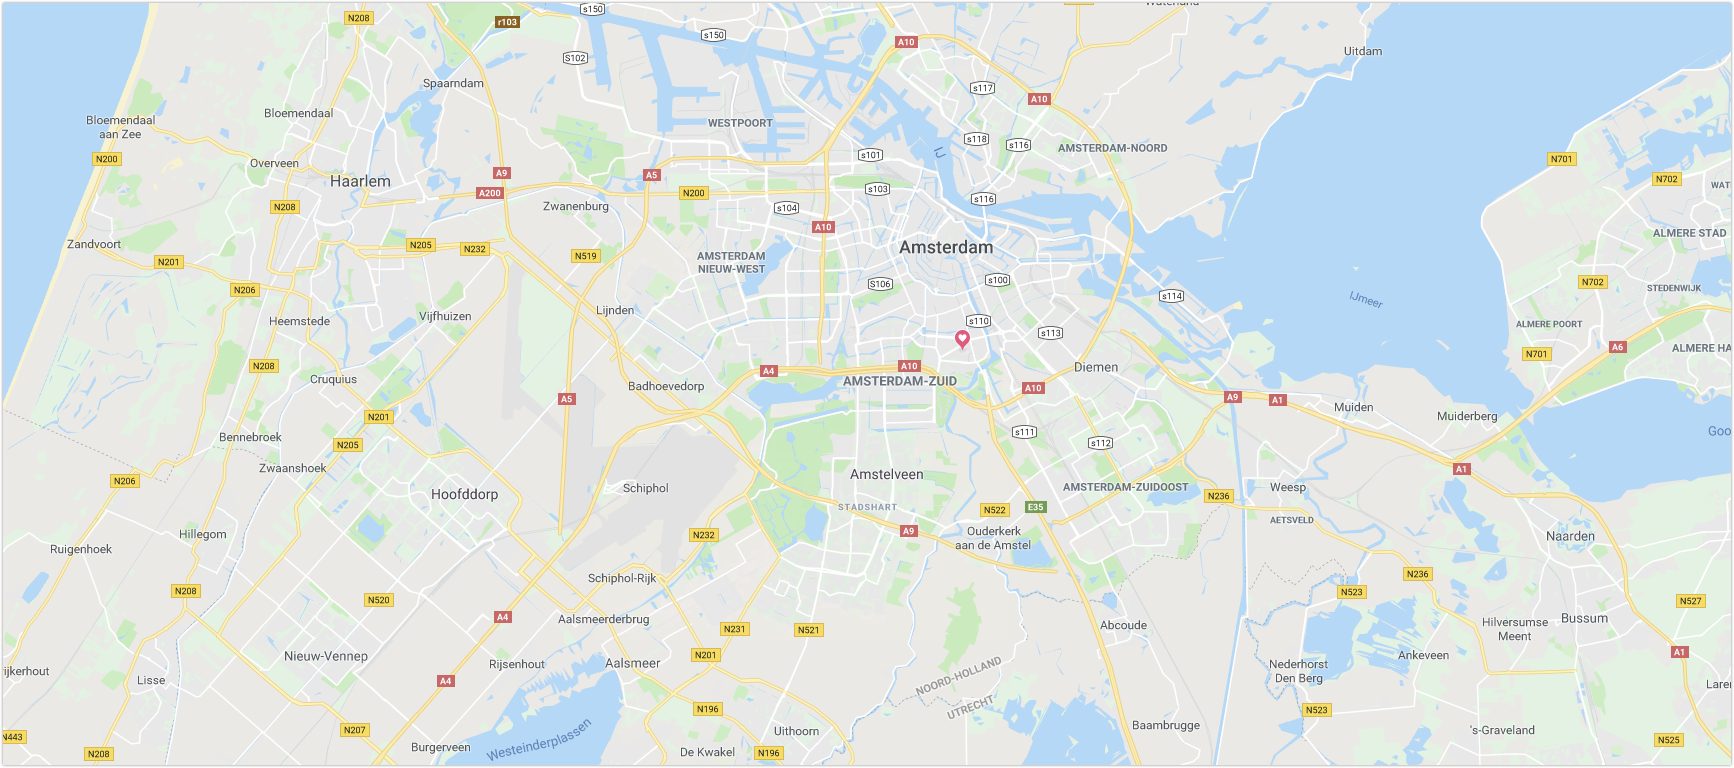 s150
N208
r103
Waterland
s150
A10
Uitdam
S102
Spaarndam
s117
A10
Bloemendaal
Bloemendaal
aan Zee
WESTPOORT
s118
s116
AMSTERDAM-NOORD
IJ
s101
N200
Overveen
N701
A9
A5
Haarlem
N702
WAT
A200
N200
s103
s116
N208
Zwanenburg
s104
A10
ALMERE STAD
Zandvoort
N205
N232
Amsterdam
N519
AMSTERDAM
NIEUW-WEST
N201
s100
S106
N702
STEDENWIJK
N206
s114
IJmeer
Lijnden
Vijfhuizen
Heemstede
s110
ALMERE POORT
s113
A6
ALMERE HA
N701
N208
A10
Diemen
A4
Cruquius
Badhoevedorp
AMSTERDAM-ZUID
A10
A5
A9
A1
Muiden
Muiderberg
N201
Goo
Bennebroek
N205
s111
s112
Zwaanshoek
A1
Amstelveen
N206
Schiphol
AMSTERDAM-ZUIDOOST
Weesp
Hoofddorp
N236
STADSHART
N522
E35
AETSVELD
Hillegom
N232
A9
Ouderkerk
aan de Amstel
Naarden
Ruigenhoek
Schiphol-Rijk
N236
N208
N523
N520
N527
A4
Aalsmeerderbrug
N231
N521
Abcoude
Hilversumse
Meent
Bussum
Nieuw-Vennep
N201
Ankeveen
A1
Rijsenhout
Aalsmeer
Nederhorst
Den Berg
ijkerhout
NOORD-HOLLAND
Lisse
A4
Larer
UTRECHT
N196
N523
Baambrugge
N207
Uithoorn
's-Graveland
N443
Westeinderplassen
N525
Burgerveen
De Kwakel
N196
N208